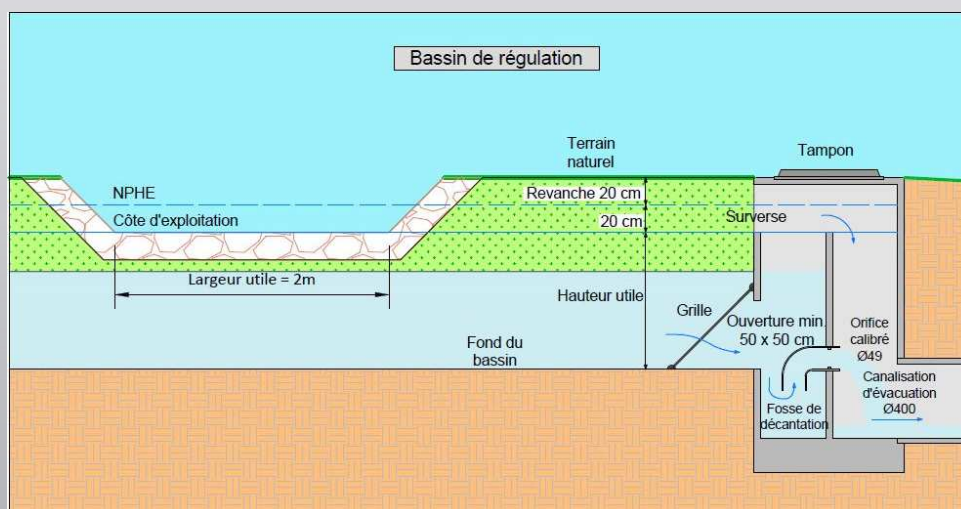 Bassin de régulation
Terrain
naturel
Tampon
NPHE
Revanche 20 cm
Côte d'exploitation
20 cm
Surverse
Largeur utile = 2m
Hauteur utile
Grille
Ouverture min.
50 x 50 cm
Orifice
calibré
Ø49
Fond du
bassin
Canalisation
d'évacuation
Ø400
Fosse de
décantation